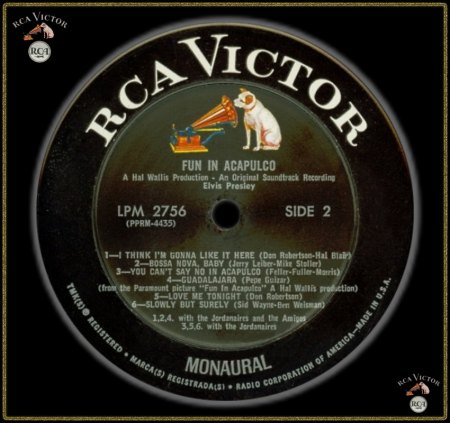 RCA VICTOR
RCA
RCA VICTOR
FUN IN ACAPULCO
A Hal Wallis Production - An Original Soundtrack Recording
Elvis Presley
LPM 2756 SIDE 2
(PPRM-4435)
1—I THINK I'M GONNA LIKE IT HERE (Don Robertson-Hal Blair)
2—BOSSA NOVA, BABY (Jerry Leiber-Mike Stoller)
3—YOU CAN'T SAY NO IN ACAPULCO (Feller-Fuller-Morris)
4—GUADALAJARA (Pepe Guizar)
(from the Paramount picture "Fun In Acapulco" A Hal Wallis production)
5—LOVE ME TONIGHT (Don Robertson)
6—SLOWLY BUT SURELY (Sid Wayne-Ben Weisman)
1,2,4, with the Jordanaires and the Amigos
3,5,6. with the Jordanaires
MONAURAL
TMK(S) ® REGISTERED • MARCA(S) REGISTRADA(S) • RADIO CORPORATION OF AMERICA—MADE IN U.S.A.
RCA VICTOR
RCA